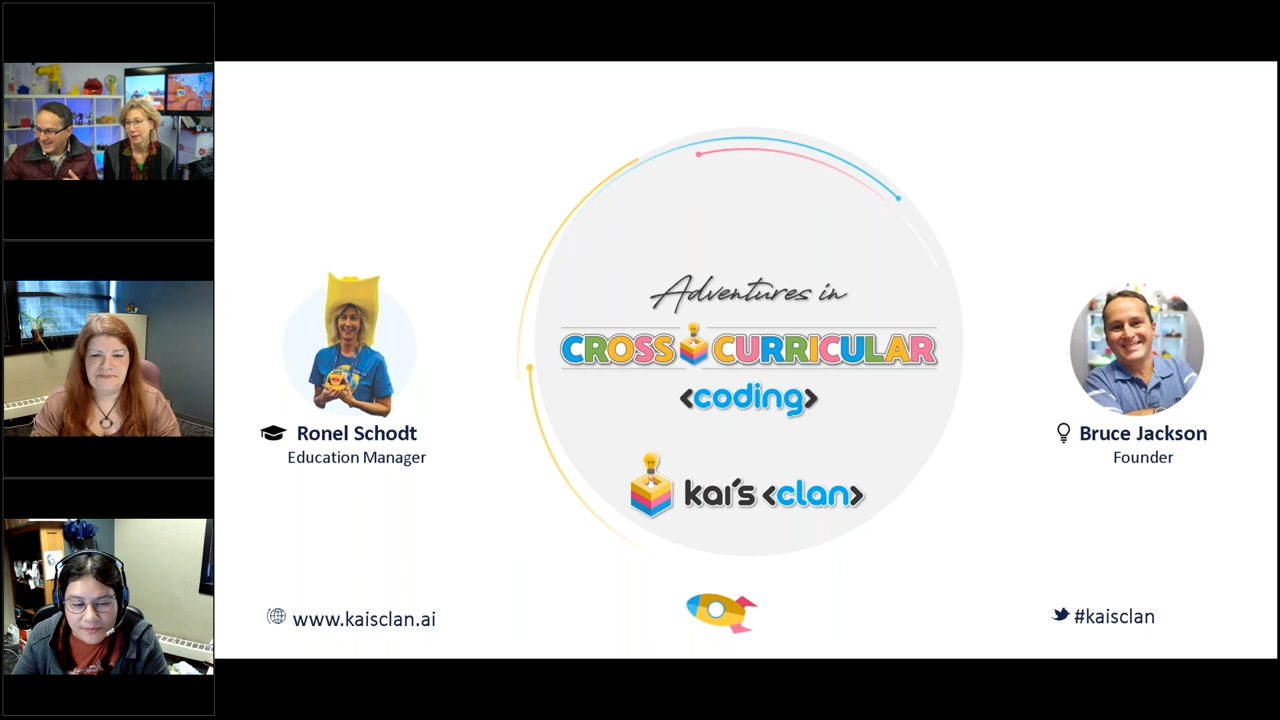 Adventures in
CROSS CURRICULAR
<coding>
kai's <clan>
Ronel Schodt
Education Manager
Bruce Jackson
Founder
www.kaisclan.ai
#kaisclan